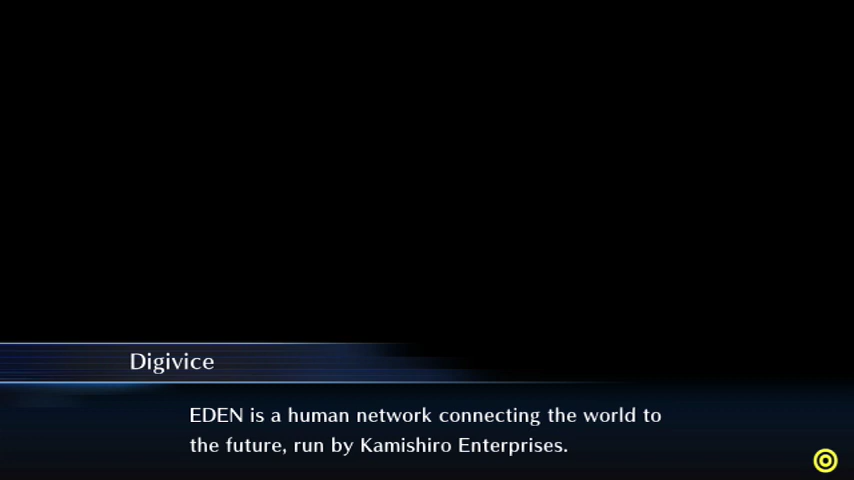 Digivice
EDEN is a human network connecting the world to
the future, run by Kamishiro Enterprises.